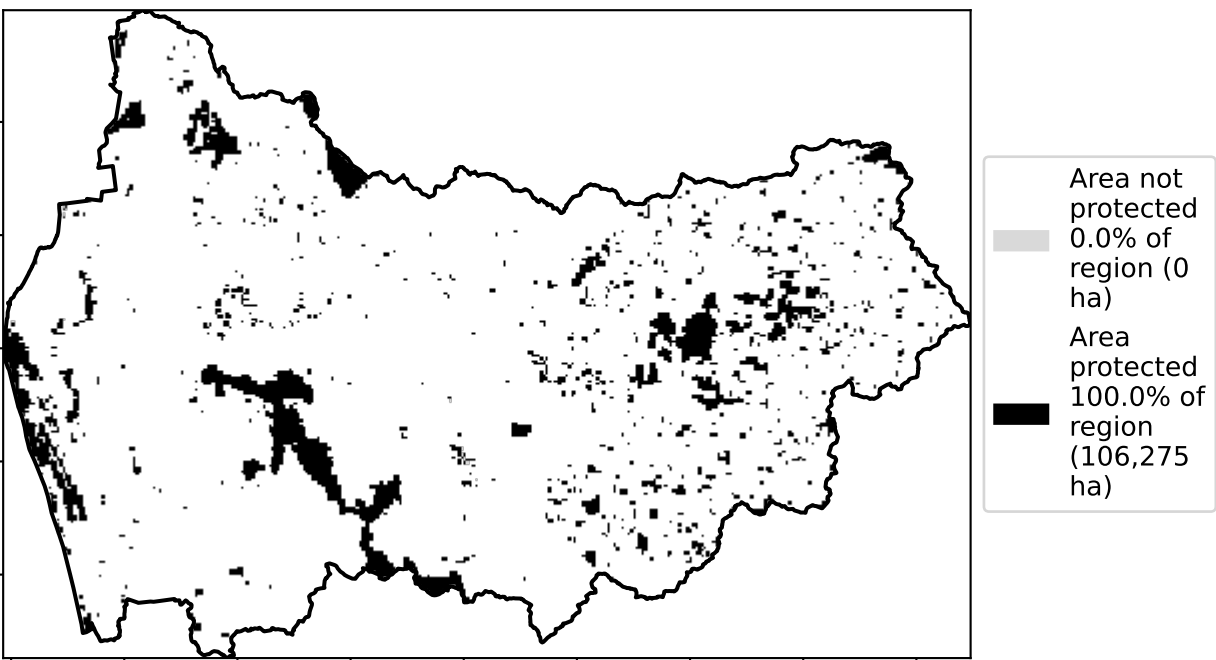 Area not
protected
0.0% of
region (0
ha)
Area
protected
100.0% of
region
(106,275
ha)